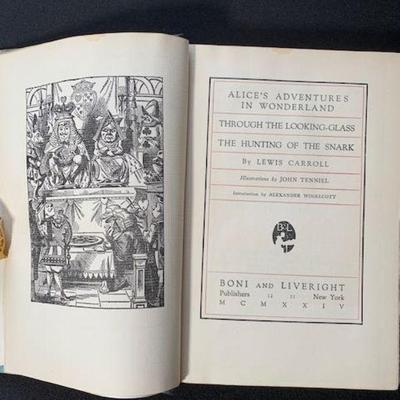 ALICE'S ADVENTURES
IN WONDERLAND
THROUGH THE LOOKING-GLASS
THE HUNTING OF THE SNARK
By LEWIS CARROLL
Illustrations by JOHN TENNIEL
Introduction by ALEXANDER WOOLLCOTT
B&L
BONI AND LIVERIGHT
Publishers New York
MCMXXIV